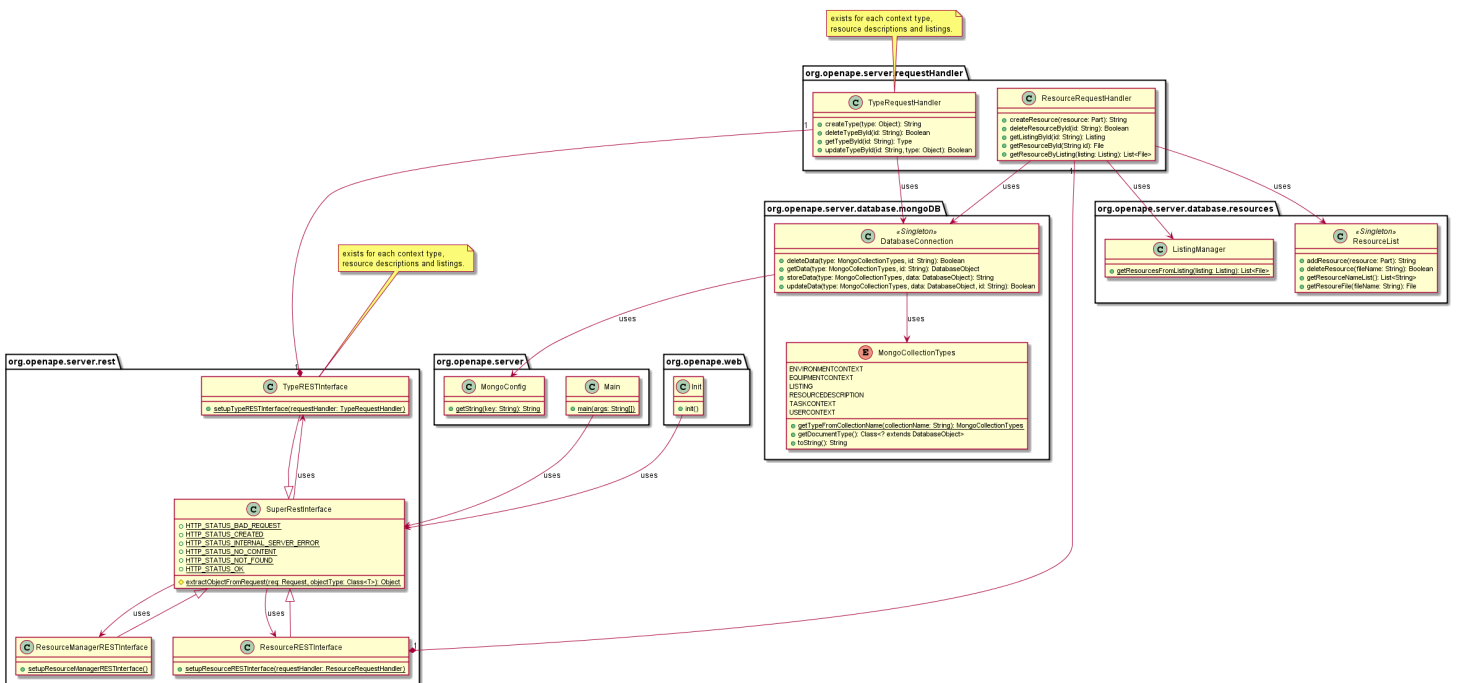 exists for each context type,
resource descriptions and listings.
org.openape.server.requestHandler
C TypeRequestHandler
createType(type: Object): String
deleteTypeById(id: String): Boolean
getTypeById(id: String): Type
updateTypeById(id: String, type: Object): Boolean
C ResourceRequestHandler
createResource(resource: Part): String
deleteResourceById(id: String): Boolean
getListingById(id: String): Listing
getResourceById(String id): File
getResourceByListing(listing: Listing): List<File>
1
1
uses
uses
uses
uses
org.openape.server.database.mongoDB
C «Singleton»
DatabaseConnection
deleteData(type: MongoCollectionTypes, id: String): Boolean
getData(type: MongoCollectionTypes, id: String): DatabaseObject
storeData(type: MongoCollectionTypes, data: DatabaseObject): String
updateData(type: MongoCollectionTypes, data: DatabaseObject, id: String): Boolean
org.openape.server.database.resources
C ListingManager
getResourcesFromListing(listing: Listing): List<File>
C «Singleton»
ResourceList
addResource(resource: Part): String
deleteResource(fileName: String): Boolean
getResourceNameList(): List<String>
getResoureFile(fileName: String): File
exists for each context type,
resource descriptions and listings.
uses
uses
E MongoCollectionTypes
ENVIRONMENTCONTEXT
EQUIPMENTCONTEXT
LISTING
RESOURCEDESCRIPTION
TASKCONTEXT
USERCONTEXT
getTypeFromCollectionName(collectionName: String): MongoCollectionTypes
getDocumentType(): Class<? extends DatabaseObject>
toString(): String
org.openape.server.rest
1
C TypeRESTInterface
setupTypeRESTInterface(requestHandler: TypeRequestHandler)
org.openape.server
C MongoConfig
getString(key: String): String
C Main
main(args: String[])
org.openape.web
C Init
init()
uses
uses
uses
C SuperRestInterface
HTTP_STATUS_BAD_REQUEST
HTTP_STATUS_CREATED
HTTP_STATUS_INTERNAL_SERVER_ERROR
HTTP_STATUS_NO_CONTENT
HTTP_STATUS_NOT_FOUND
HTTP_STATUS_OK
extractObjectFromRequest(req: Request, objectType: Class<T>): Object
uses
uses
C ResourceManagerRESTInterface
setupResourceManagerRESTInterface()
C ResourceRESTInterface
setupResourceRESTInterface(requestHandler: ResourceRequestHandler)
1